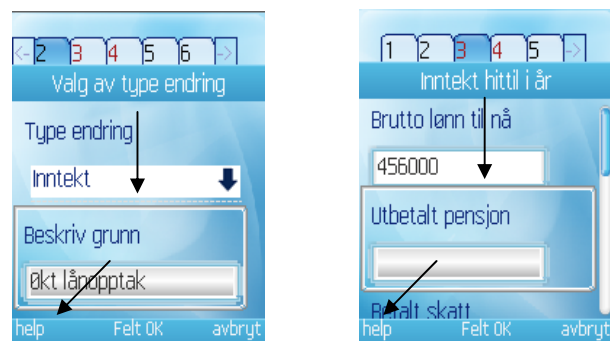 <- 2 3 4 5 6 ->
Valg av type endring
Type endring
Inntekt
Beskriv grunn
Økt låneopptak
help Felt OK avbryt
1 2 3 4 5 ->
Inntekt hittil i år
Brutto lønn til nå
456000
Utbetalt pensjon
Betalt skatt
help Felt OK avbryt